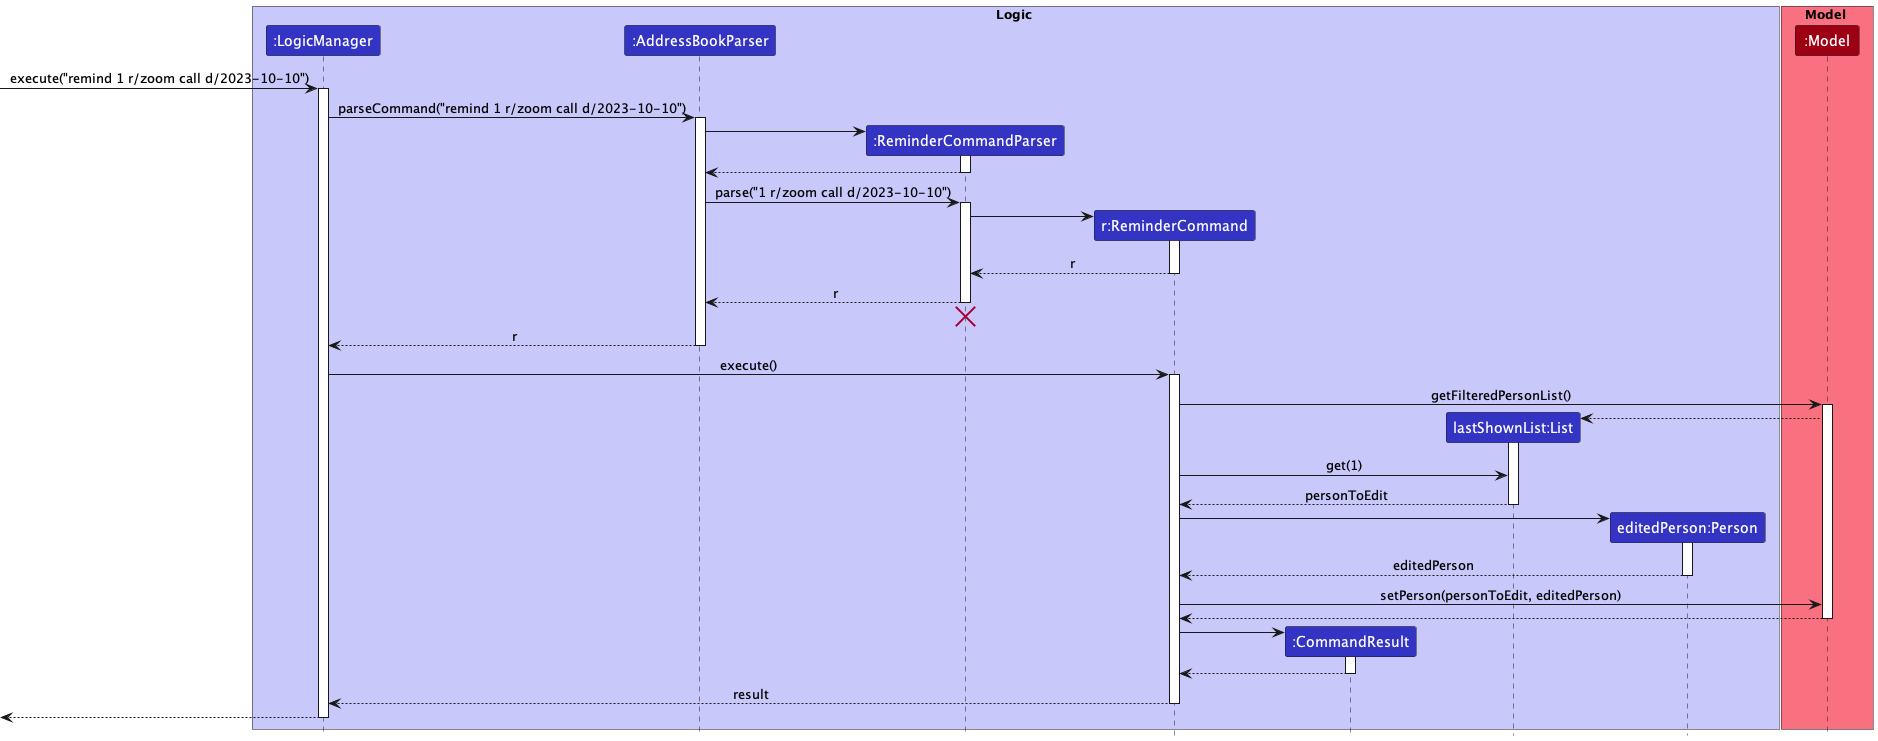 Logic
Model
:LogicManager
:AddressBookParser
:Model
execute("remind 1 r/zoom call d/2023-10-10")
parseCommand("remind 1 r/zoom call d/2023-10-10")
:ReminderCommandParser
parse("1 r/zoom call d/2023-10-10")
r:ReminderCommand
r
r
r
execute()
getFilteredPersonList()
lastShownList:List
get(1)
personToEdit
editedPerson:Person
editedPerson
setPerson(personToEdit, editedPerson)
:CommandResult
result